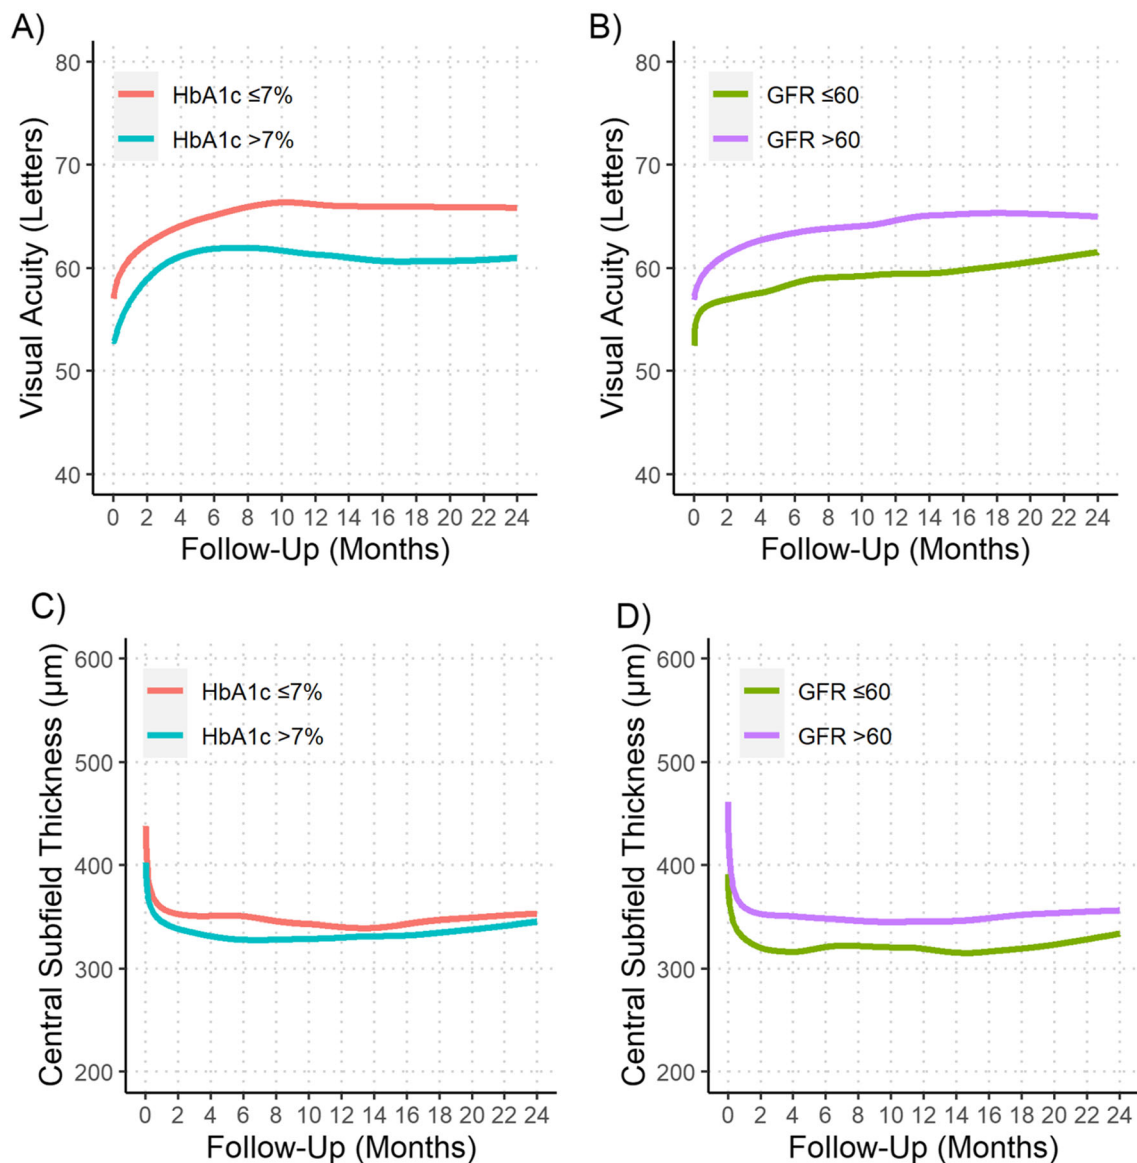 A)
80
70
60
50
40
Visual Acuity (Letters)
HbA1c ≤7%
HbA1c >7%
0 2 4 6 8 10 12 14 16 18 20 22 24
Follow-Up (Months)
B)
80
70
60
50
40
Visual Acuity (Letters)
GFR ≤60
GFR >60
0 2 4 6 8 10 12 14 16 18 20 22 24
Follow-Up (Months)
C)
600
500
400
300
200
Central Subfield Thickness (μm)
HbA1c ≤7%
HbA1c >7%
0 2 4 6 8 10 12 14 16 18 20 22 24
Follow-Up (Months)
D)
600
500
400
300
200
Central Subfield Thickness (μm)
GFR ≤60
GFR >60
0 2 4 6 8 10 12 14 16 18 20 22 24
Follow-Up (Months)